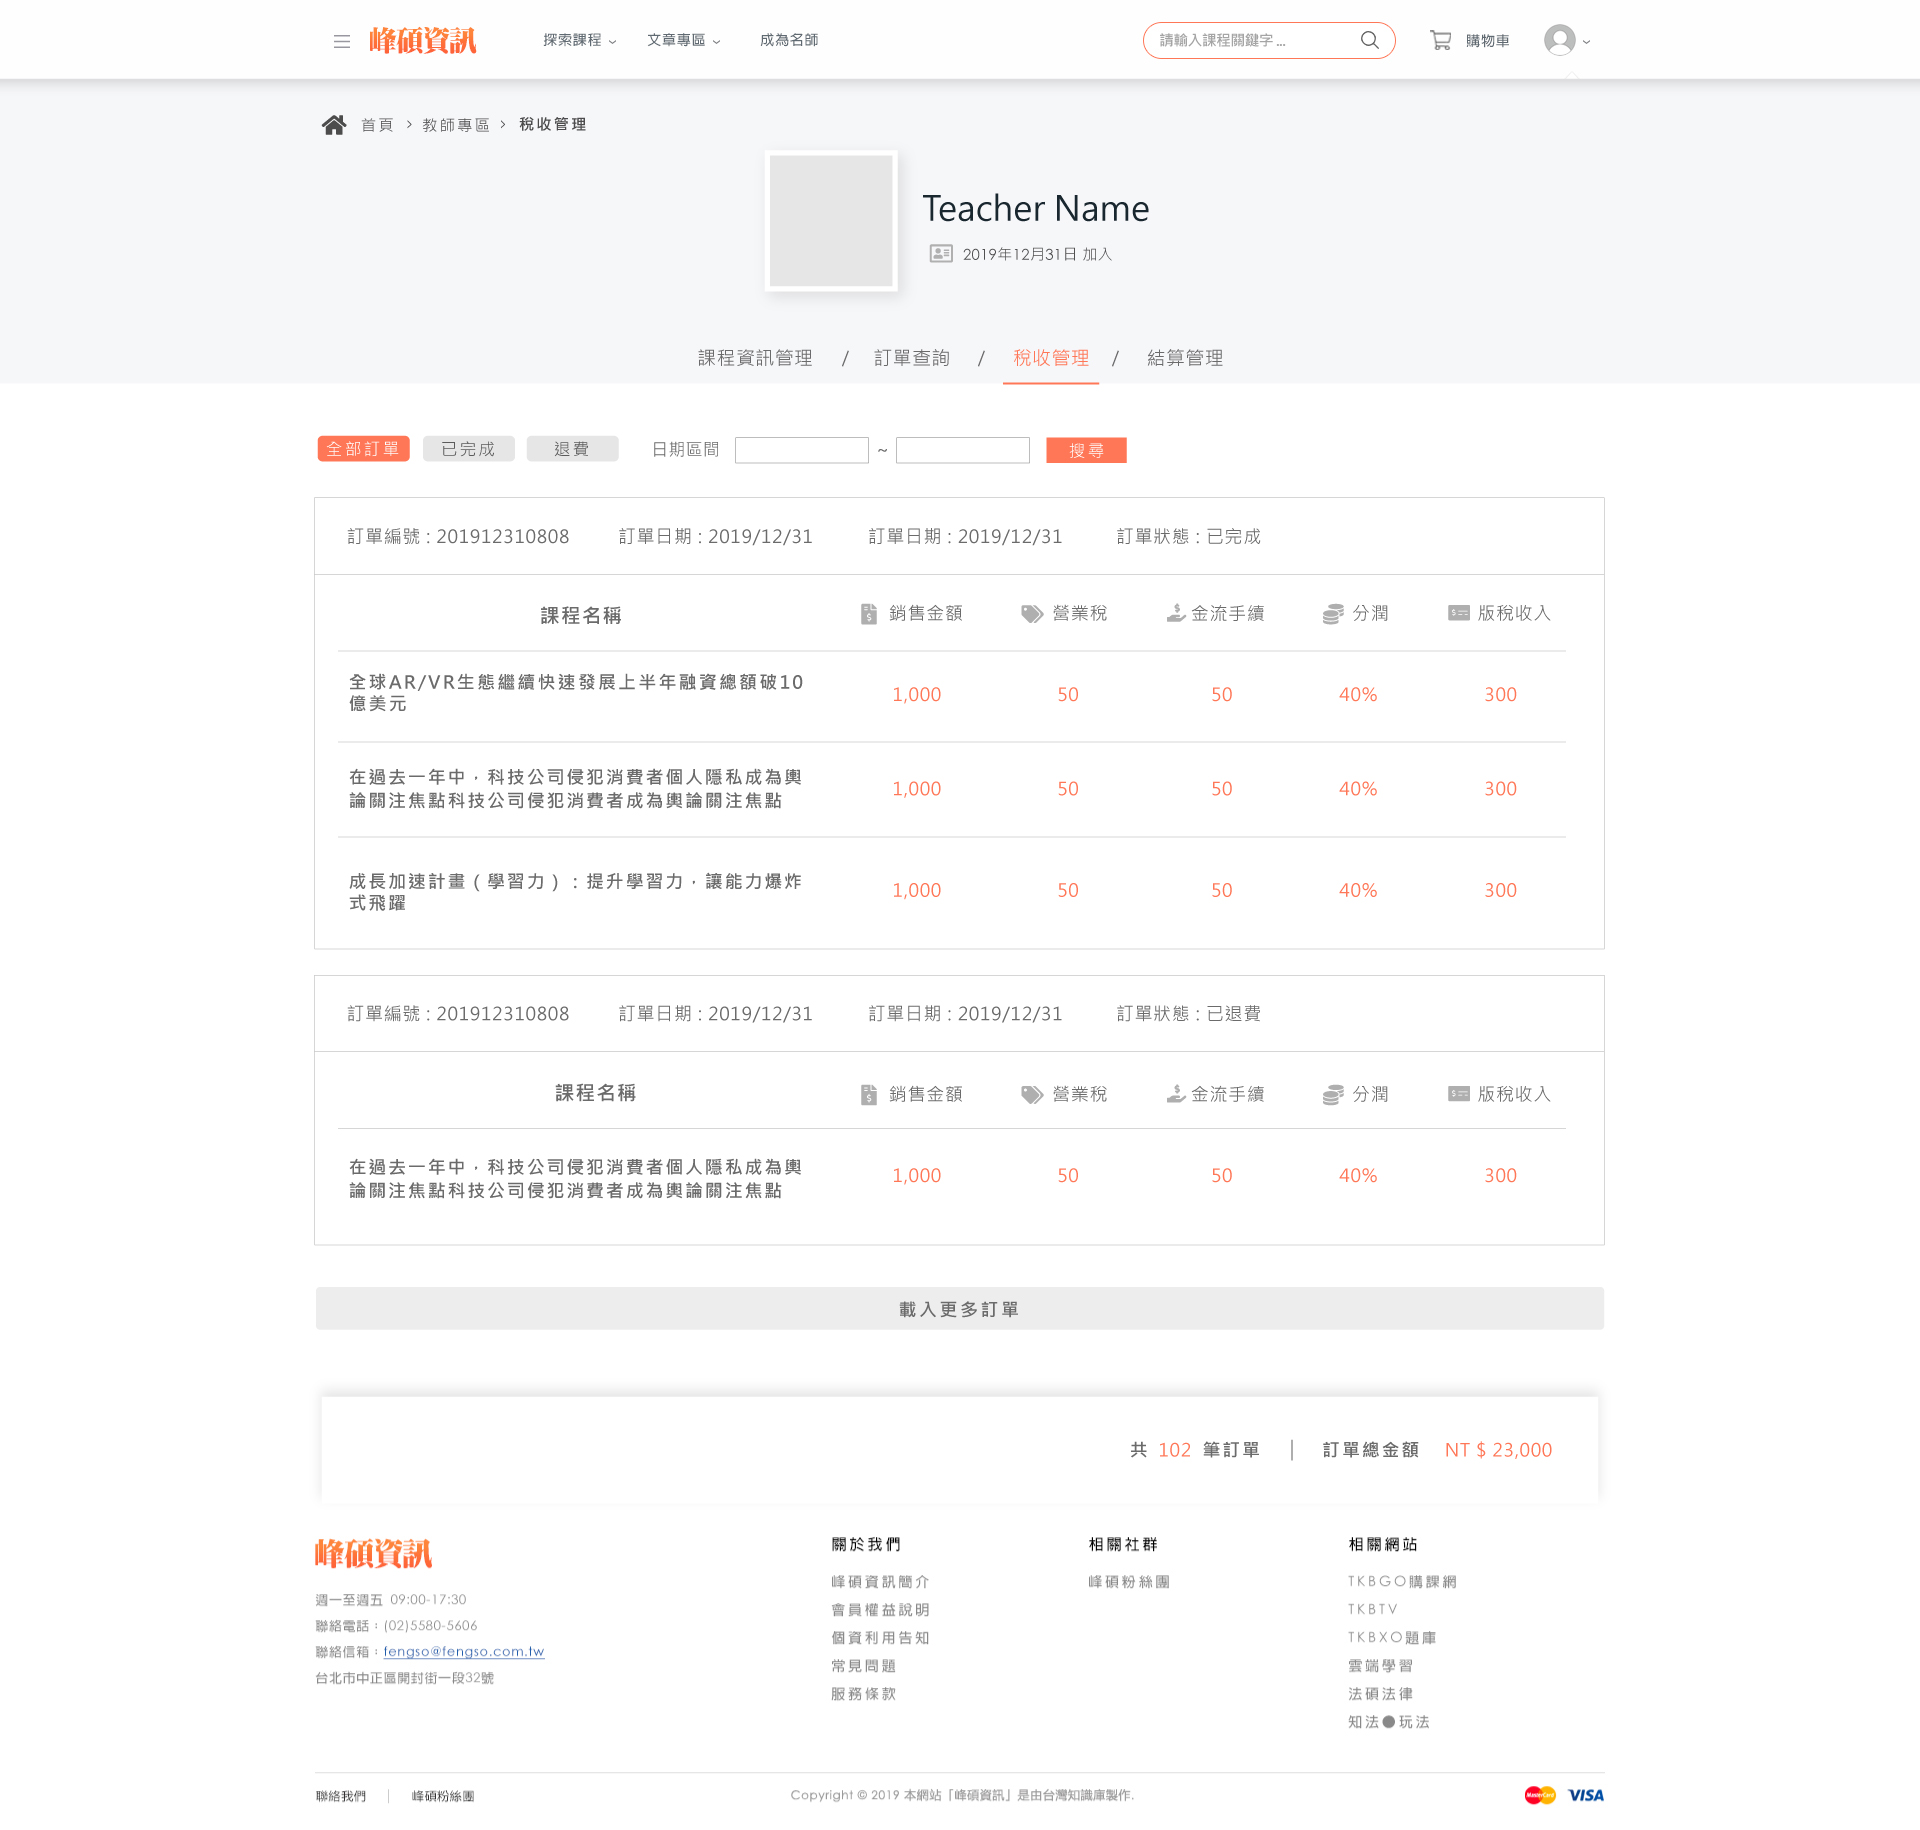 峰碩資訊
探索課程
文章專區
成為名師
請輸入課程關鍵字 ...
購物車
首頁 > 教師專區 > 稅收管理
Teacher Name
2019年12月31日 加入
課程資訊管理 / 訂單查詢 / 稅收管理 / 結算管理
全部訂單 已完成 退費 日期區間 ~ 搜尋
訂單編號 : 201912310808 訂單日期 : 2019/12/31 訂單日期 : 2019/12/31 訂單狀態 : 已完成
課程名稱 銷售金額 營業稅 金流手續 分潤 版稅收入
全球AR/VR生態繼續快速發展上半年融資總額破10
億美元
1,000 50 50 40% 300
在過去一年中，科技公司侵犯消費者個人隱私成為輿
論關注焦點科技公司侵犯消費者成為輿論關注焦點
1,000 50 50 40% 300
成長加速計畫（學習力）：提升學習力，讓能力爆炸
式飛躍
1,000 50 50 40% 300
訂單編號 : 201912310808 訂單日期 : 2019/12/31 訂單日期 : 2019/12/31 訂單狀態 : 已退費
課程名稱 銷售金額 營業稅 金流手續 分潤 版稅收入
在過去一年中，科技公司侵犯消費者個人隱私成為輿
論關注焦點科技公司侵犯消費者成為輿論關注焦點
1,000 50 50 40% 300
載入更多訂單
共 102 筆訂單 | 訂單總金額 NT $ 23,000
峰碩資訊
週一至週五 09:00-17:30
聯絡電話：(02)5580-5606
聯絡信箱：fengso@fengso.com.tw
台北市中正區開封街一段32號
關於我們
峰碩資訊簡介
會員權益說明
個資利用告知
常見問題
服務條款
相關社群
峰碩粉絲團
相關網站
TKBGO購課網
TKBTV
TKBXO題庫
雲端學習
法碩法律
知法●玩法
聯絡我們 | 峰碩粉絲團
Copyright © 2019 本網站「峰碩資訊」是由台灣知識庫製作.
MasterCard VISA